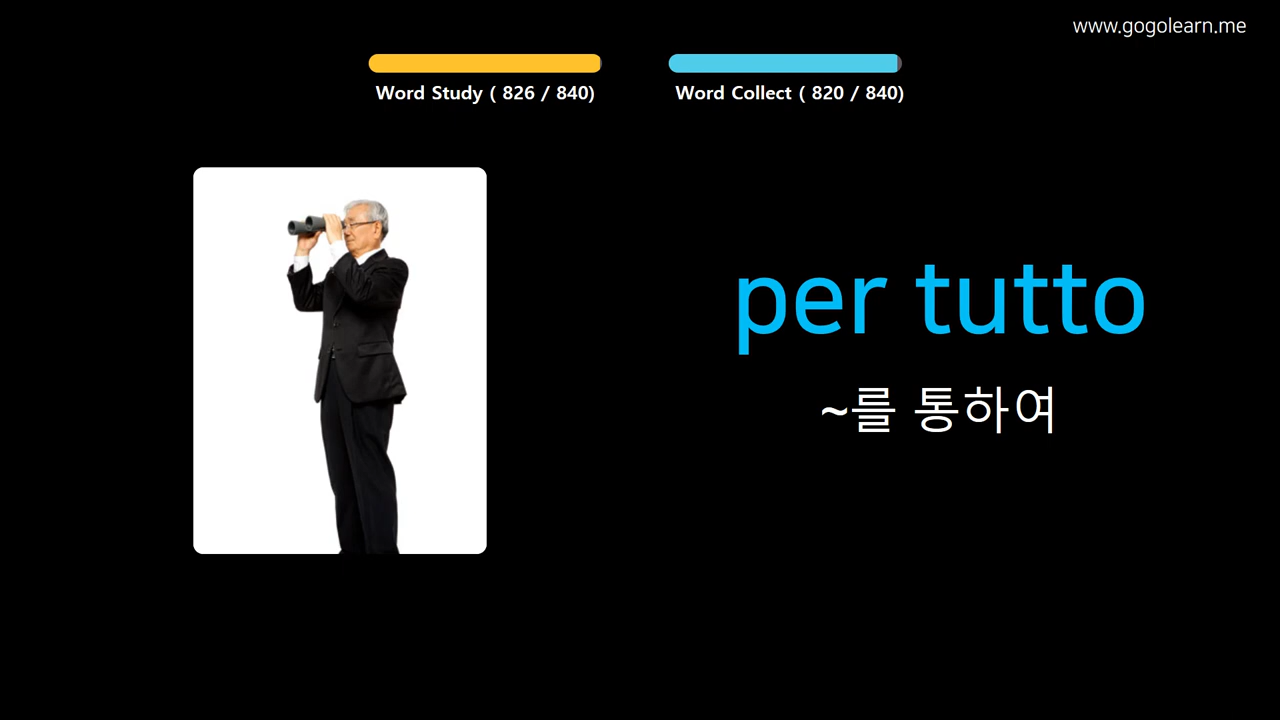 www.gogolearn.me
Word Study ( 826 / 840)
Word Collect ( 820 / 840)
per tutto
~를 통하여